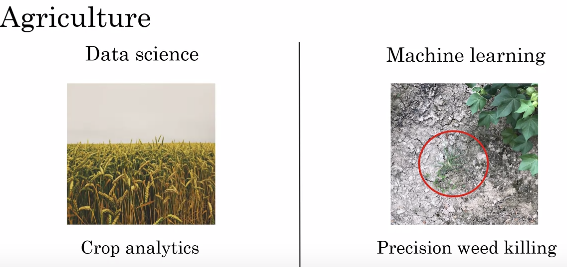 Agriculture
Data science
Machine learning
Crop analytics
Precision weed killing